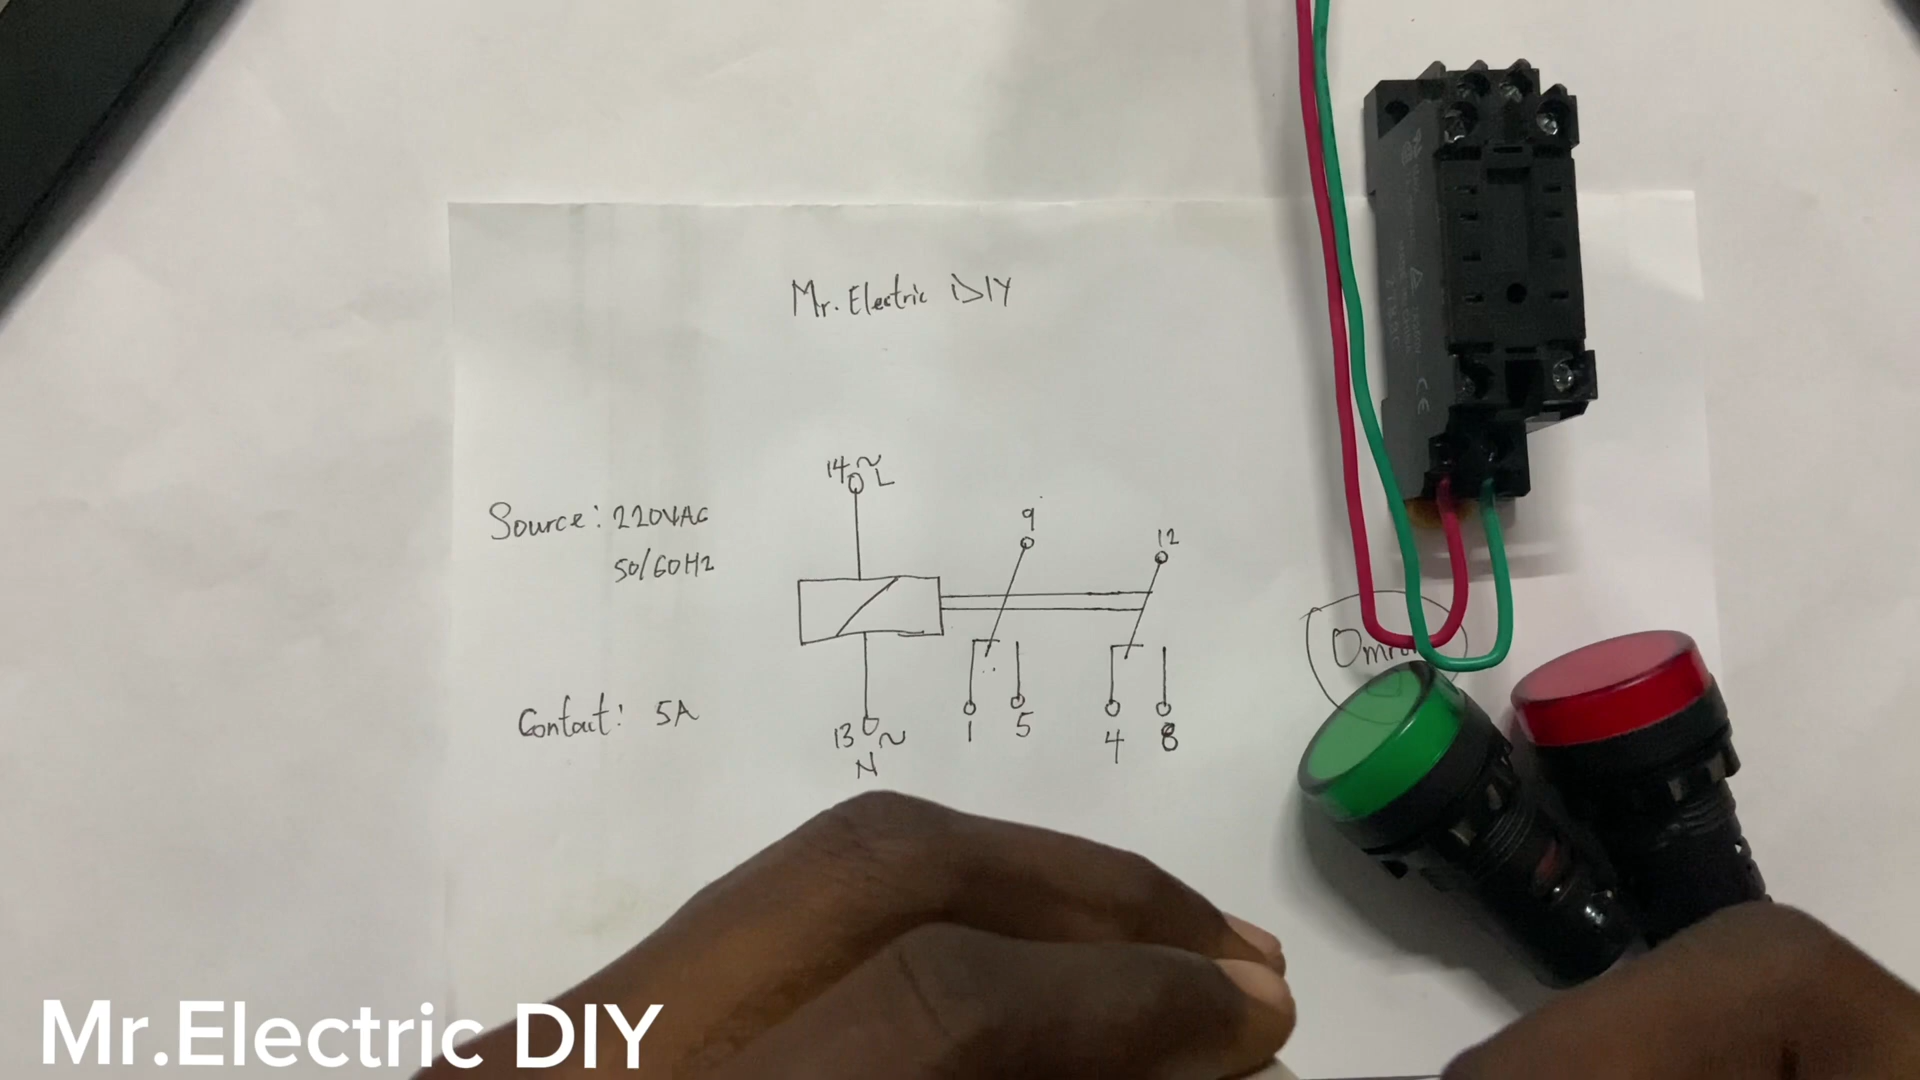 Mr. Electric DIY
14 ~
L
Source: 220VAC
50/60Hz
9
12
Contact: 5A
13 ~
N
1
5
4
8
CE
Mr.Electric DIY